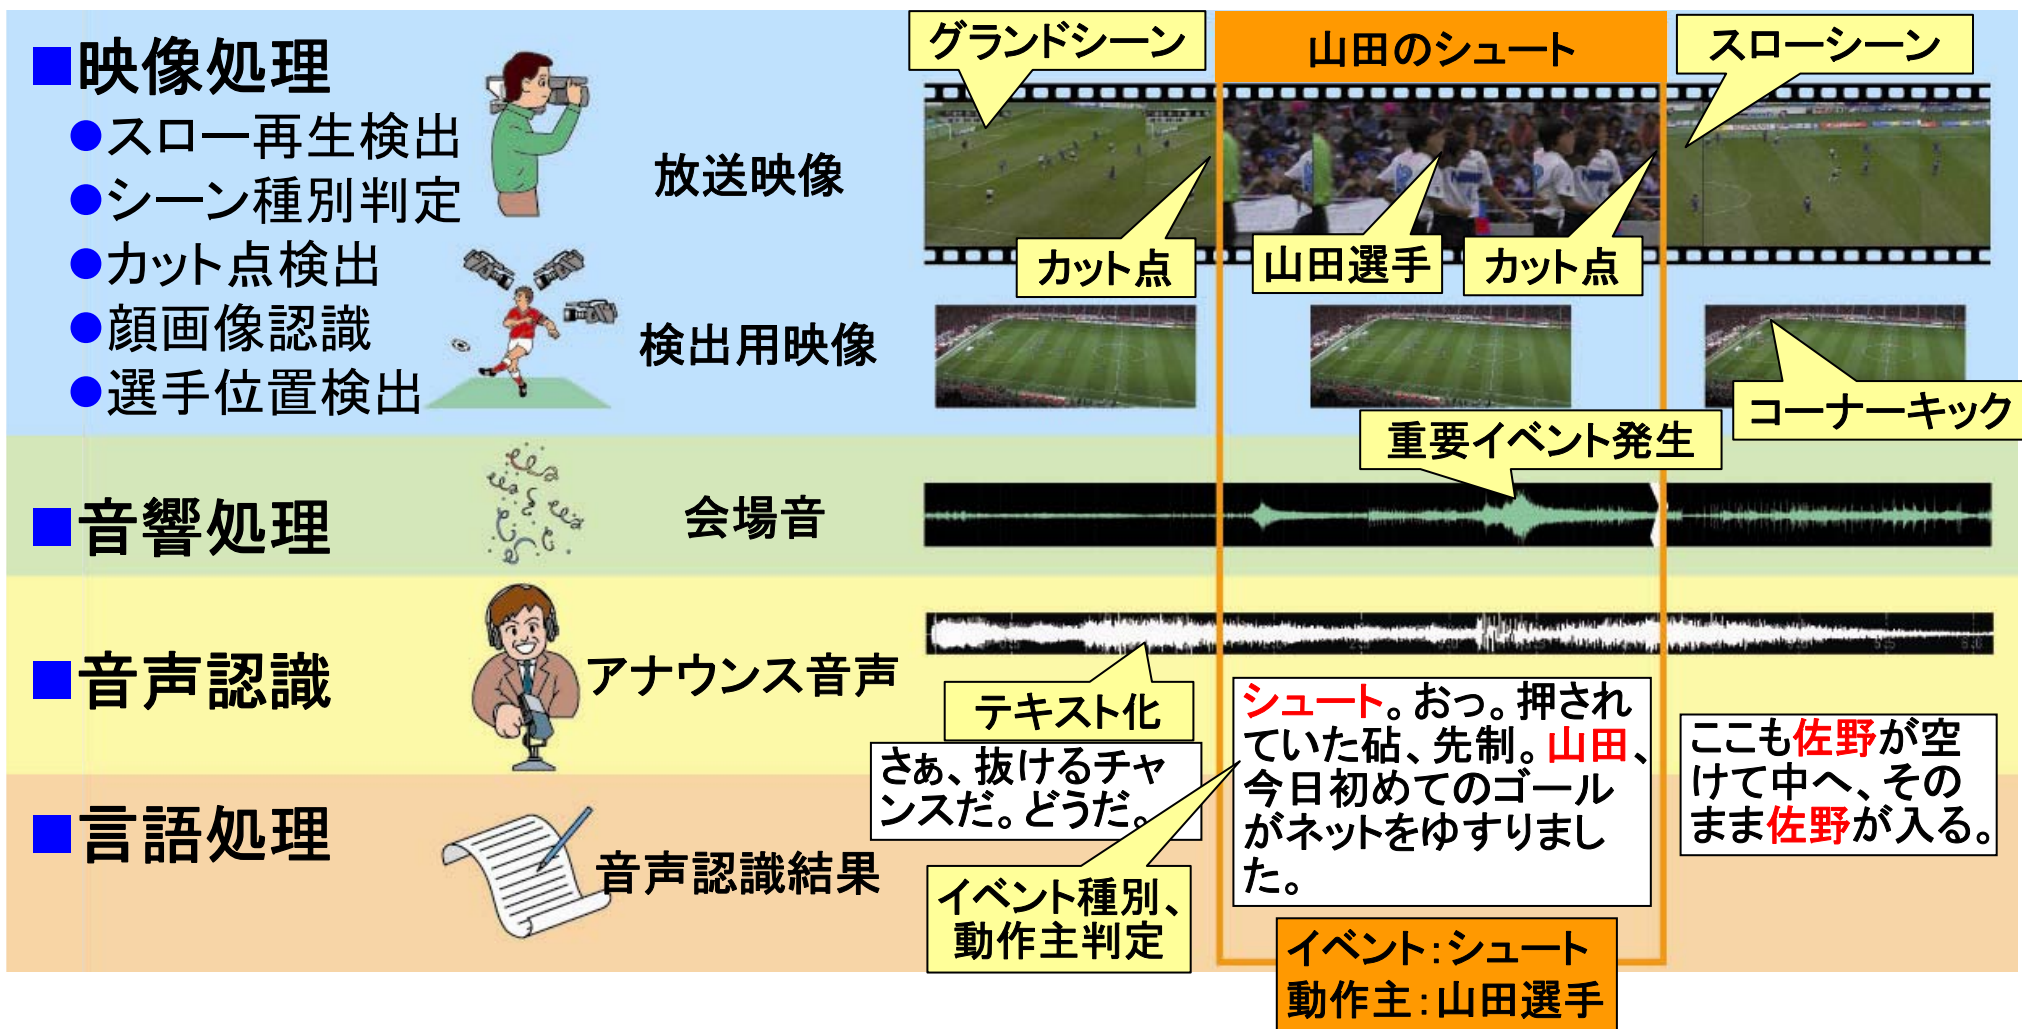 ■映像処理
●スロー再生検出
●シーン種別判定
●カット点検出
●顔画像認識
●選手位置検出
放送映像
検出用映像
グランドシーン
山田のシュート
スローシーン
カット点
山田選手
カット点
コーナーキック
重要イベント発生
■音響処理
会場音
■音声認識
アナウンス音声
テキスト化
さぁ、抜けるチャ
ンスだ。どうだ。
シュート。おっ。押され
ていた砧、先制。山田、
今日初めてのゴール
がネットをゆすりまし
た。
ここも佐野が空
けて中へ、その
まま佐野が入る。
■言語処理
音声認識結果
イベント種別、
動作主判定
イベント：シュート
動作主：山田選手